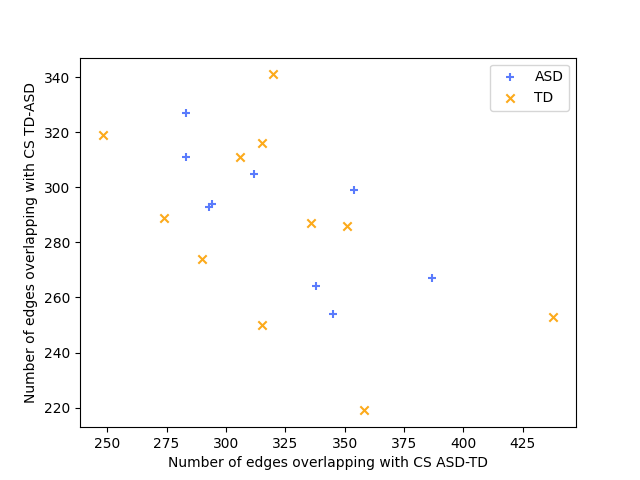 ASD
TD
340
320
300
280
260
240
220
Number of edges overlapping with CS TD-ASD
250 275 300 325 350 375 400 425
Number of edges overlapping with CS ASD-TD